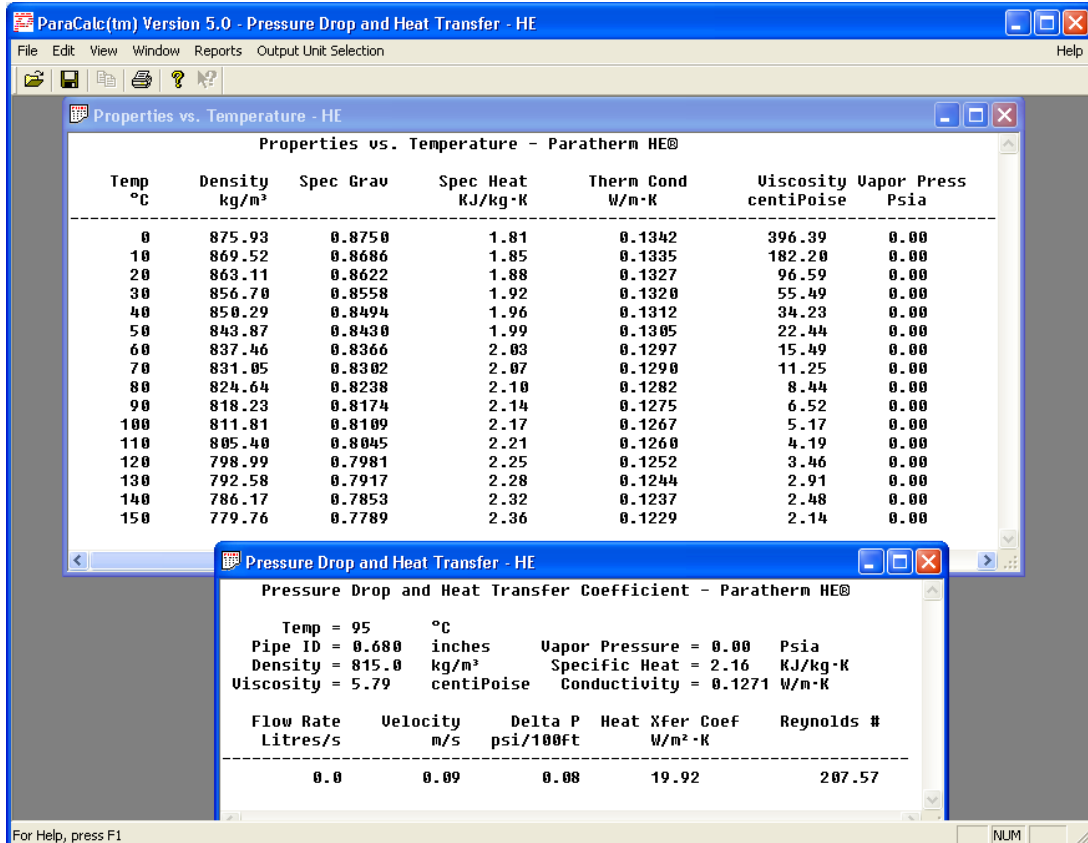 ParaCalc(tm) Version 5.0 - Pressure Drop and Heat Transfer - HE
File Edit View Window Reports Output Unit Selection Help
Properties vs. Temperature - HE
Properties vs. Temperature - Paratherm HE®
Temp Density Spec Grav Spec Heat Therm Cond Viscosity Vapor Press
°C kg/m³ KJ/kg·K W/m·K centiPoise Psia
0 875.93 0.8750 1.81 0.1342 396.39 0.00
10 869.52 0.8686 1.85 0.1335 182.20 0.00
20 863.11 0.8622 1.88 0.1327 96.59 0.00
30 856.70 0.8558 1.92 0.1320 55.49 0.00
40 850.29 0.8494 1.96 0.1312 34.23 0.00
50 843.87 0.8430 1.99 0.1305 22.44 0.00
60 837.46 0.8366 2.03 0.1297 15.49 0.00
70 831.05 0.8302 2.07 0.1290 11.25 0.00
80 824.64 0.8238 2.10 0.1282 8.44 0.00
90 818.23 0.8174 2.14 0.1275 6.52 0.00
100 811.81 0.8109 2.17 0.1267 5.17 0.00
110 805.40 0.8045 2.21 0.1260 4.19 0.00
120 798.99 0.7981 2.25 0.1252 3.46 0.00
130 792.58 0.7917 2.28 0.1244 2.91 0.00
140 786.17 0.7853 2.32 0.1237 2.48 0.00
150 779.76 0.7789 2.36 0.1229 2.14 0.00
Pressure Drop and Heat Transfer - HE
Pressure Drop and Heat Transfer Coefficient - Paratherm HE®
Temp = 95 °C
Pipe ID = 0.680 inches Vapor Pressure = 0.00 Psia
Density = 815.0 kg/m³ Specific Heat = 2.16 KJ/kg·K
Viscosity = 5.79 centiPoise Conductivity = 0.1271 W/m·K
Flow Rate Velocity Delta P Heat Xfer Coef Reynolds #
Litres/s m/s psi/100ft W/m²·K
0.0 0.09 0.08 19.92 207.57
For Help, press F1 NUM